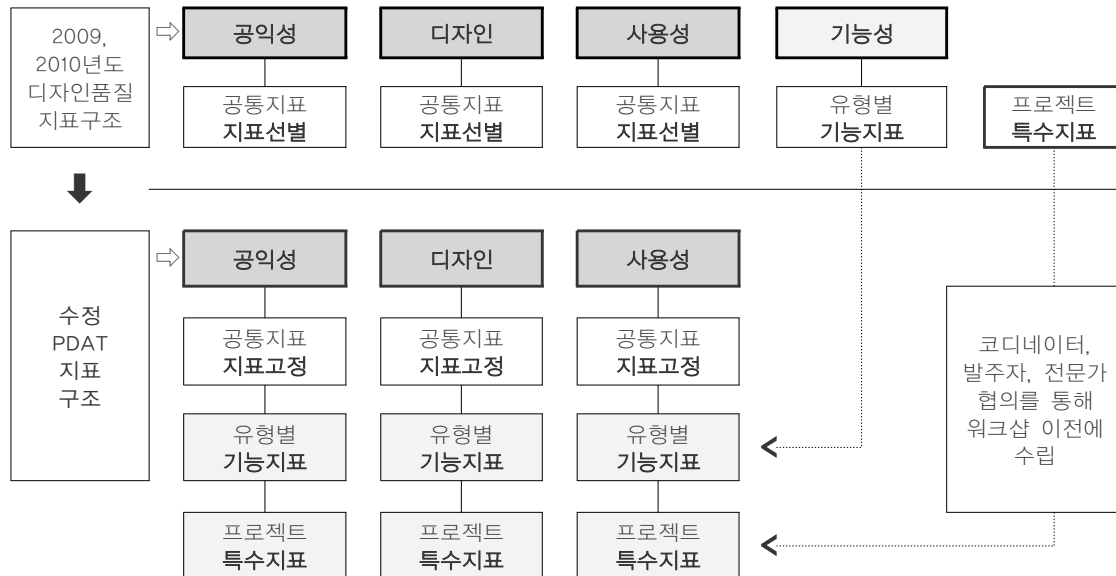 2009,
2010년도
디자인품질
지표구조
공익성
디자인
사용성
기능성
공통지표
지표선별
공통지표
지표선별
공통지표
지표선별
유형별
기능지표
프로젝트
특수지표
수정
PDAT
지표
구조
공익성
디자인
사용성
공통지표
지표고정
공통지표
지표고정
공통지표
지표고정
유형별
기능지표
유형별
기능지표
유형별
기능지표
프로젝트
특수지표
프로젝트
특수지표
프로젝트
특수지표
코디네이터,
발주자, 전문가
협의를 통해
워크샵 이전에
수립